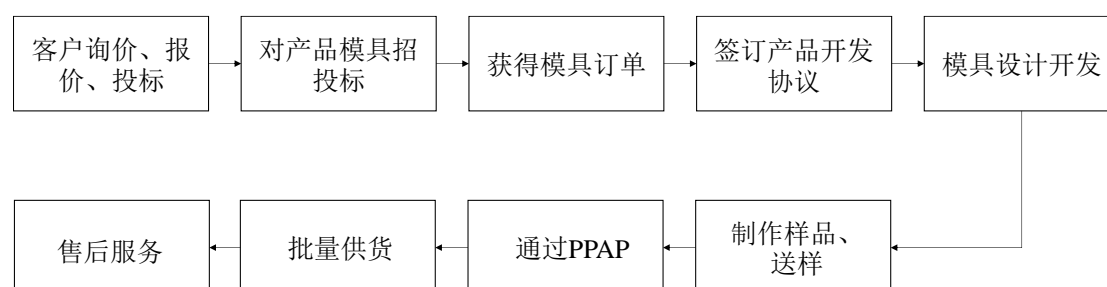 客户询价、报
价、投标
对产品模具招
投标
获得模具订单
签订产品开发
协议
模具设计开发
制作样品、
送样
通过PPAP
批量供货
售后服务